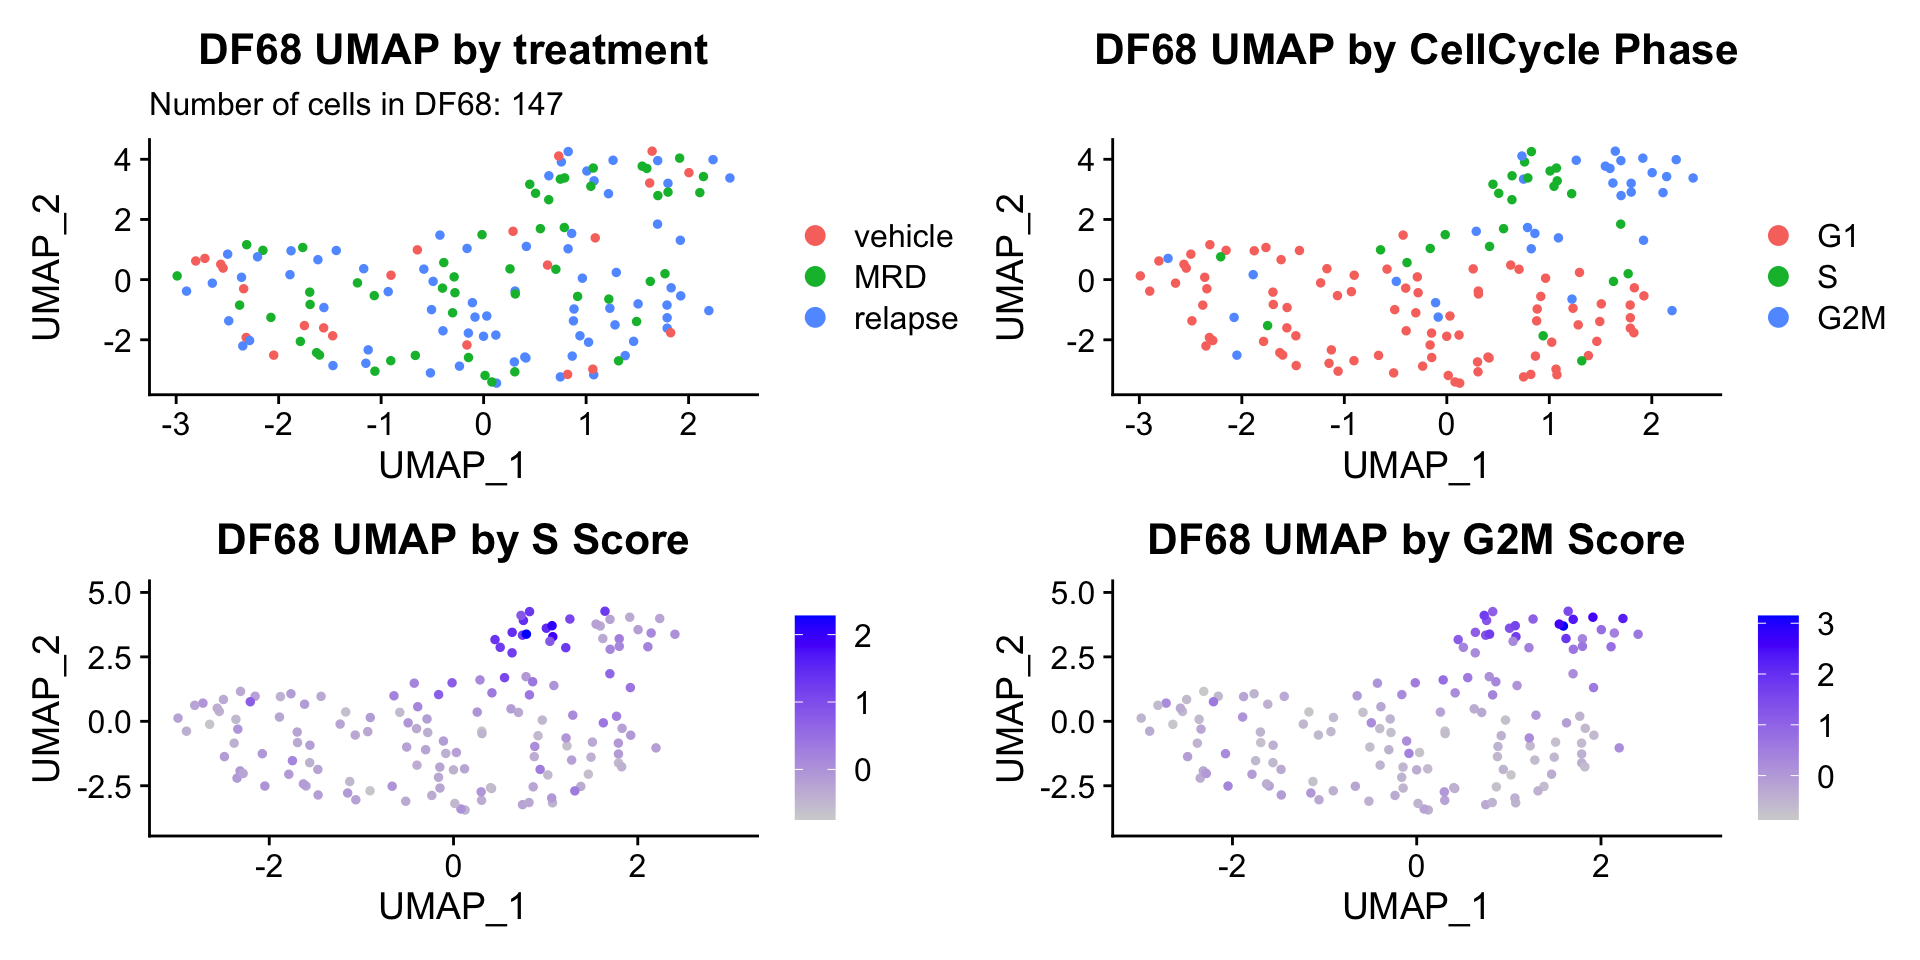 DF68 UMAP by treatment
Number of cells in DF68: 147
UMAP_2
4
2
0
-2
-3
-2
-1
0
1
2
UMAP_1
vehicle
MRD
relapse
DF68 UMAP by CellCycle Phase
UMAP_2
4
2
0
-2
-3
-2
-1
0
1
2
UMAP_1
G1
S
G2M
DF68 UMAP by S Score
UMAP_2
5.0
2.5
0.0
-2.5
-2
0
2
UMAP_1
2
1
0
DF68 UMAP by G2M Score
UMAP_2
5.0
2.5
0.0
-2.5
-2
0
2
UMAP_1
3
2
1
0